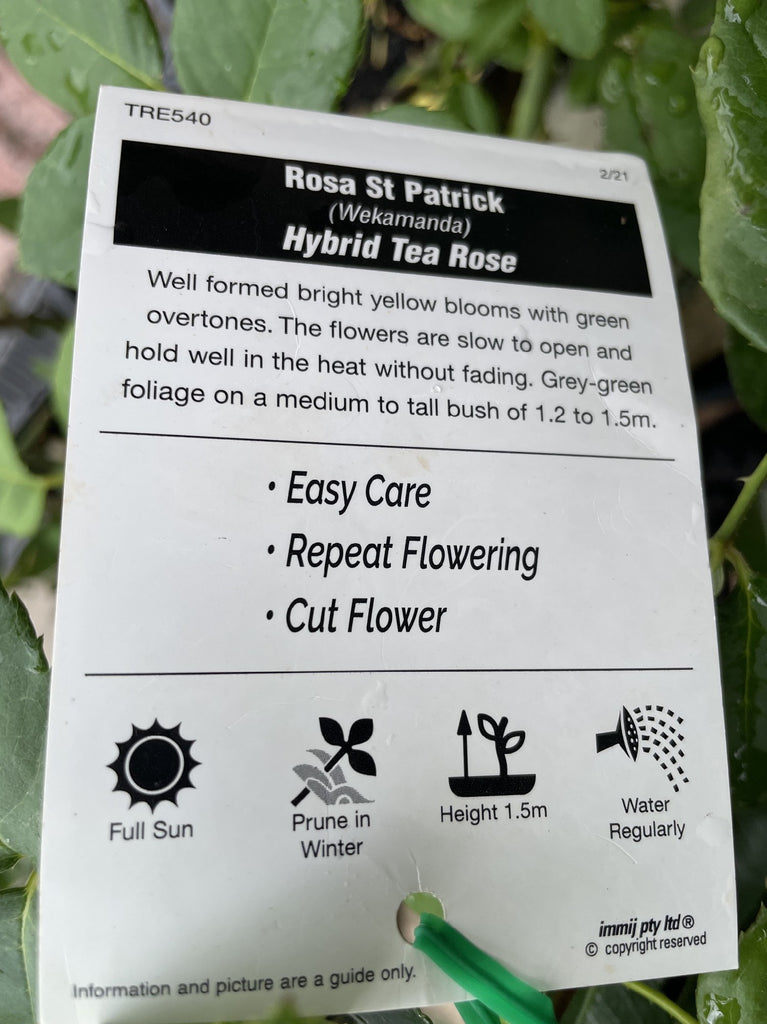 TRE540
2/21
Rosa St Patrick
(Wekamanda)
Hybrid Tea Rose
Well formed bright yellow blooms with green
overtones. The flowers are slow to open and
hold well in the heat without fading. Grey-green
foliage on a medium to tall bush of 1.2 to 1.5m.
• Easy Care
• Repeat Flowering
• Cut Flower
Full Sun
Prune in
Winter
Height 1.5m
Water
Regularly
immij pty ltd®
© copyright reserved
Information and picture are a guide only.